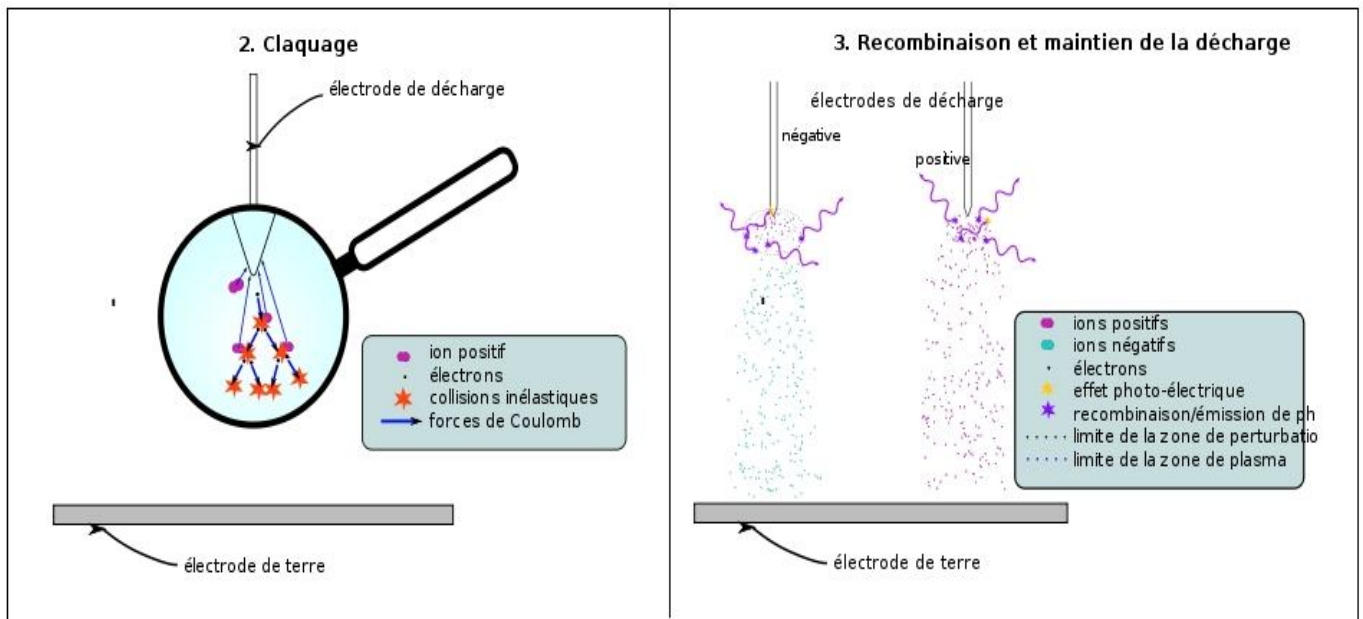 2. Claquage
électrode de décharge
ion positif
électrons
collisions inélastiques
forces de Coulomb
électrode de terre
3. Recombinaison et maintien de la décharge
électrodes de décharge
négative
positive
ions positifs
ions négatifs
électrons
effet photo-électrique
recombinaison/émission de ph
limite de la zone de perturbatio
limite de la zone de plasma
électrode de terre